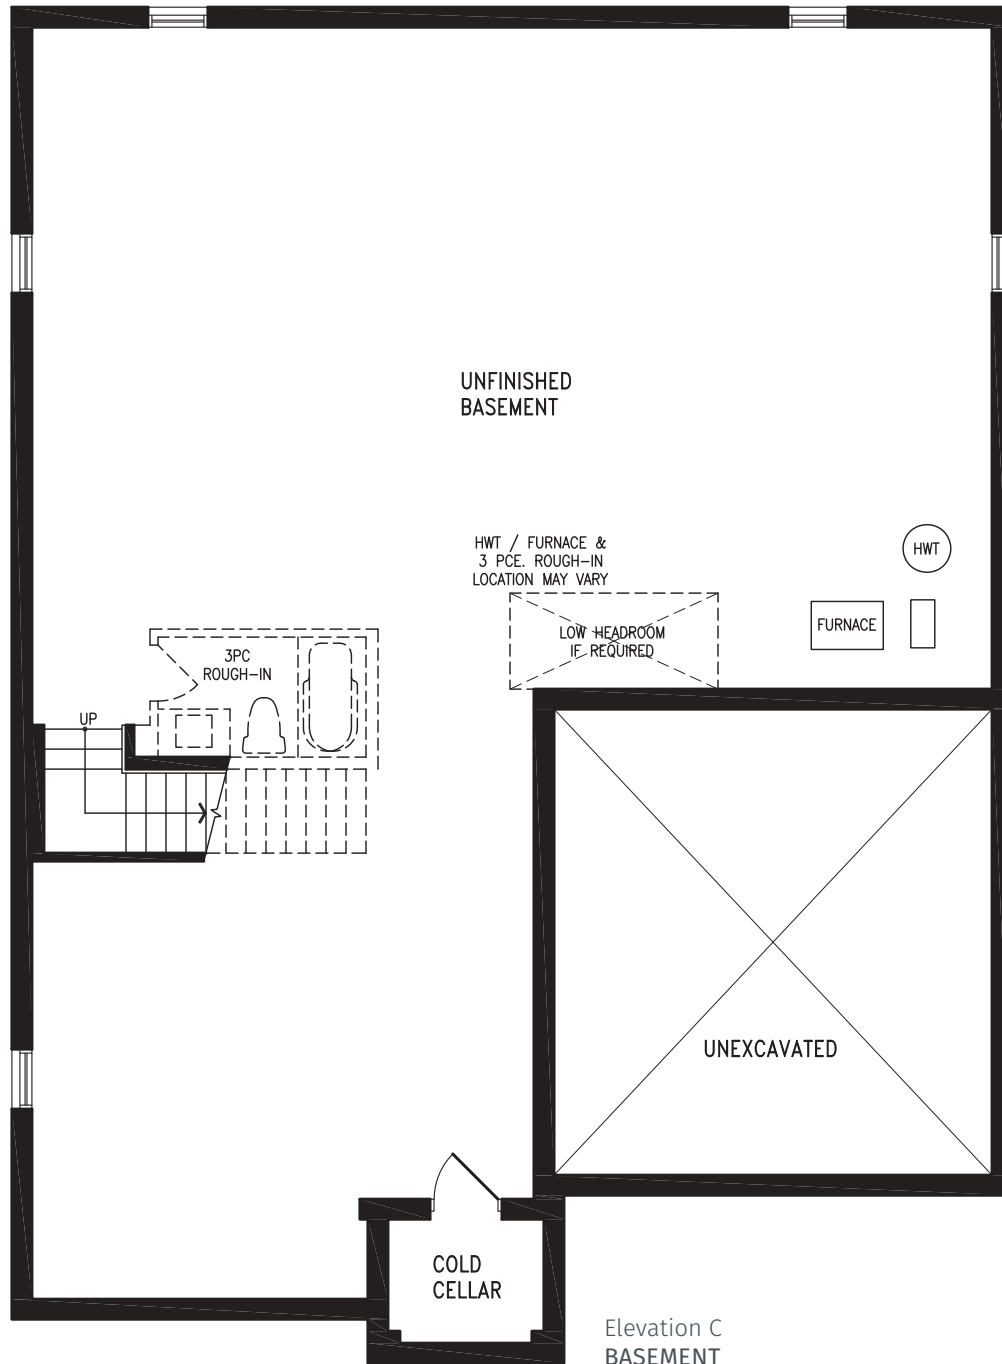 UNFINISHED
BASEMENT
HWT / FURNACE &
3 PCE. ROUGH-IN
LOCATION MAY VARY
HWT
FURNACE
LOW HEADROOM
IF REQUIRED
3PC
ROUGH-IN
UP
UNEXCAVATED
COLD
CELLAR
Elevation C
BASEMENT